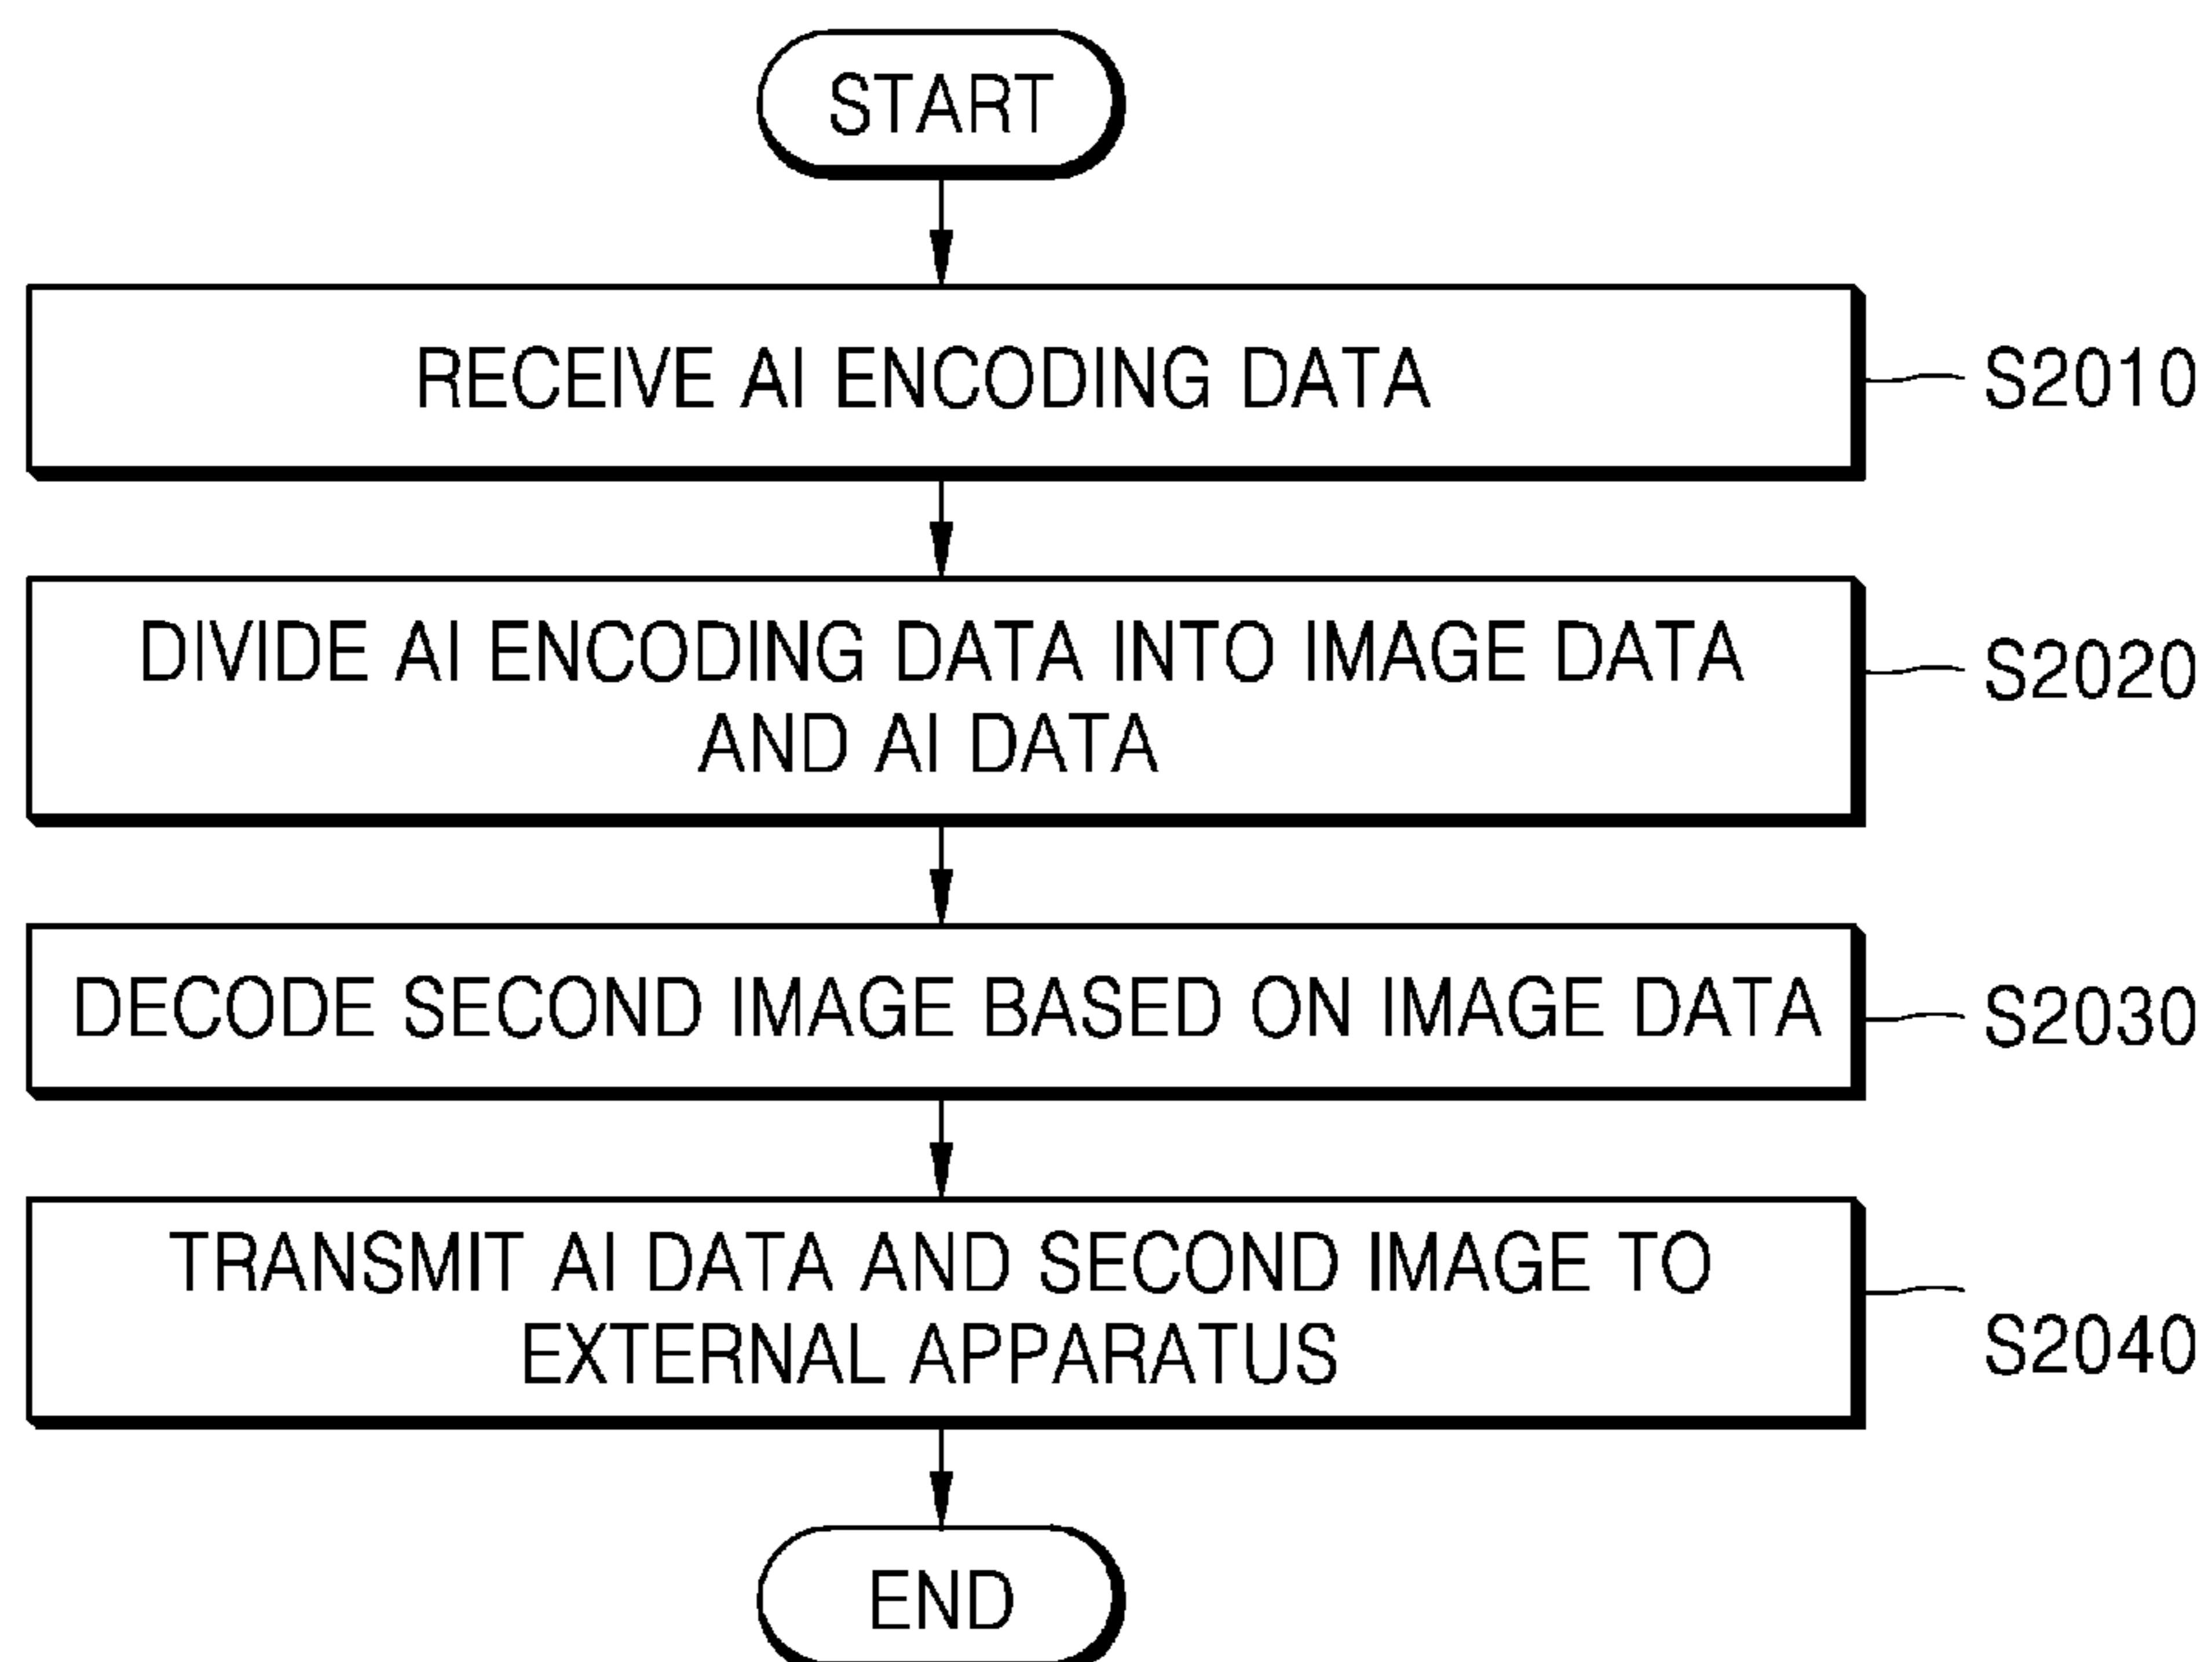 START
RECEIVE AI ENCODING DATA
S2010
DIVIDE AI ENCODING DATA INTO IMAGE DATA
AND AI DATA
S2020
DECODE SECOND IMAGE BASED ON IMAGE DATA
S2030
TRANSMIT AI DATA AND SECOND IMAGE TO
EXTERNAL APPARATUS
S2040
END